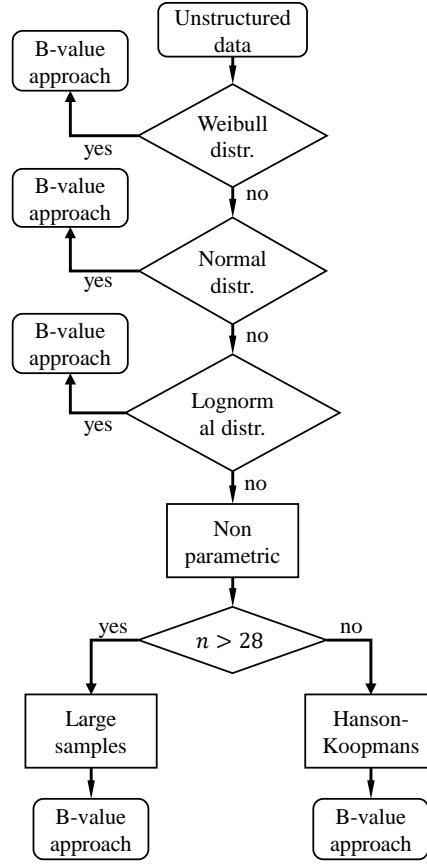 Unstructured
data
B-value
approach
Weibull
distr.
yes
no
B-value
approach
Normal
distr.
yes
no
B-value
approach
Lognorm
al distr.
yes
no
Non
parametric
yes
n > 28
no
Large
samples
Hanson-
Koopmans
B-value
approach
B-value
approach